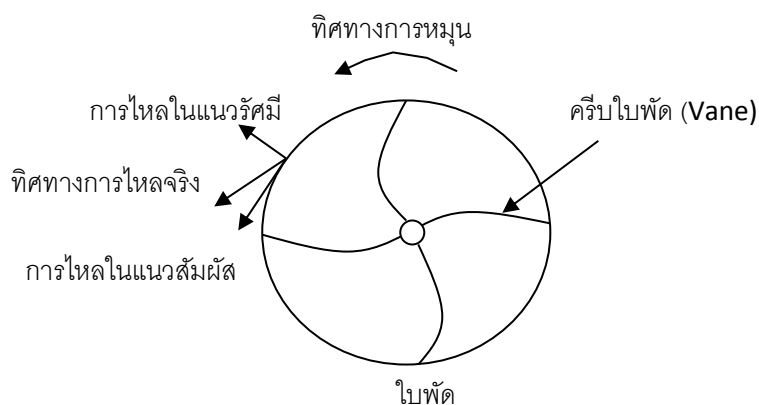 ทิศทางการหมุน
การไหลในแนวรัศมี
ครีบใบพัด (Vane)
ทิศทางการไหลจริง
การไหลในแนวสัมผัส
ใบพัด